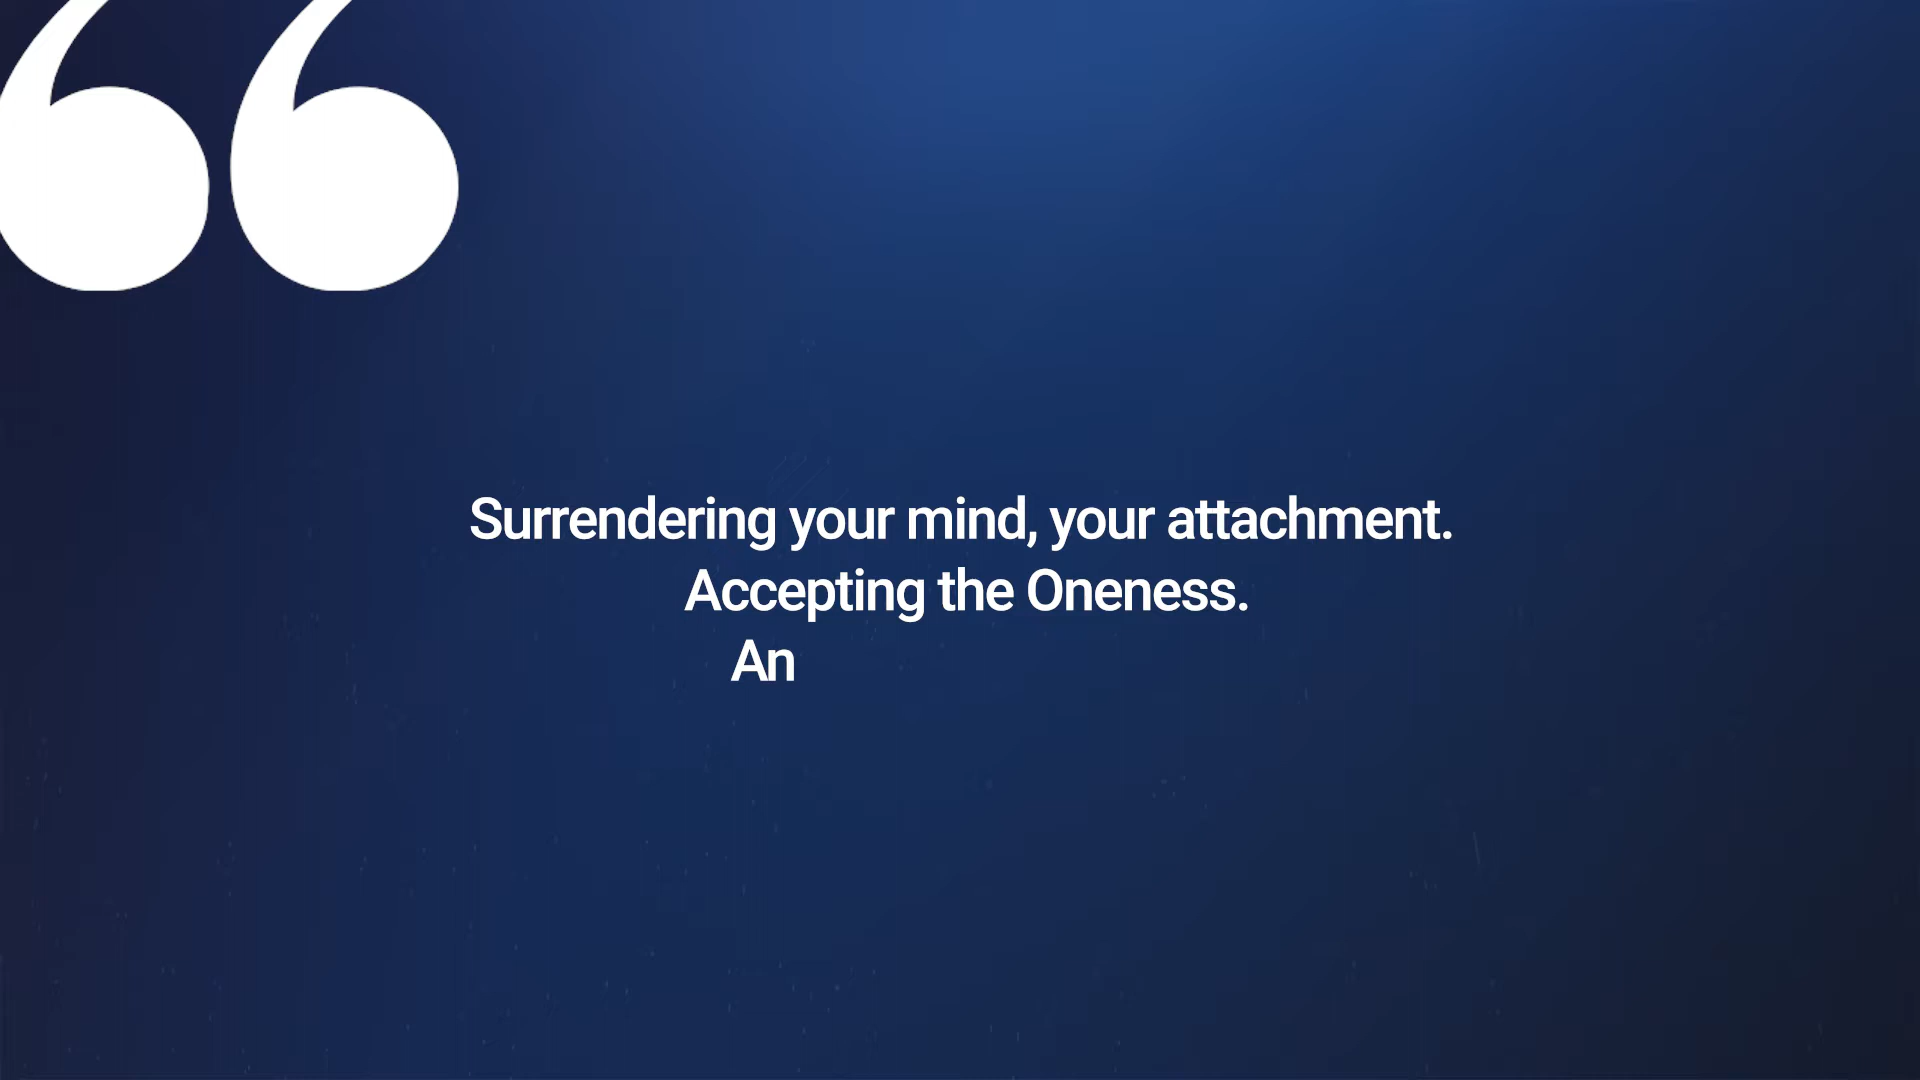 Surrendering your mind, your attachment.
Accepting the Oneness.
An